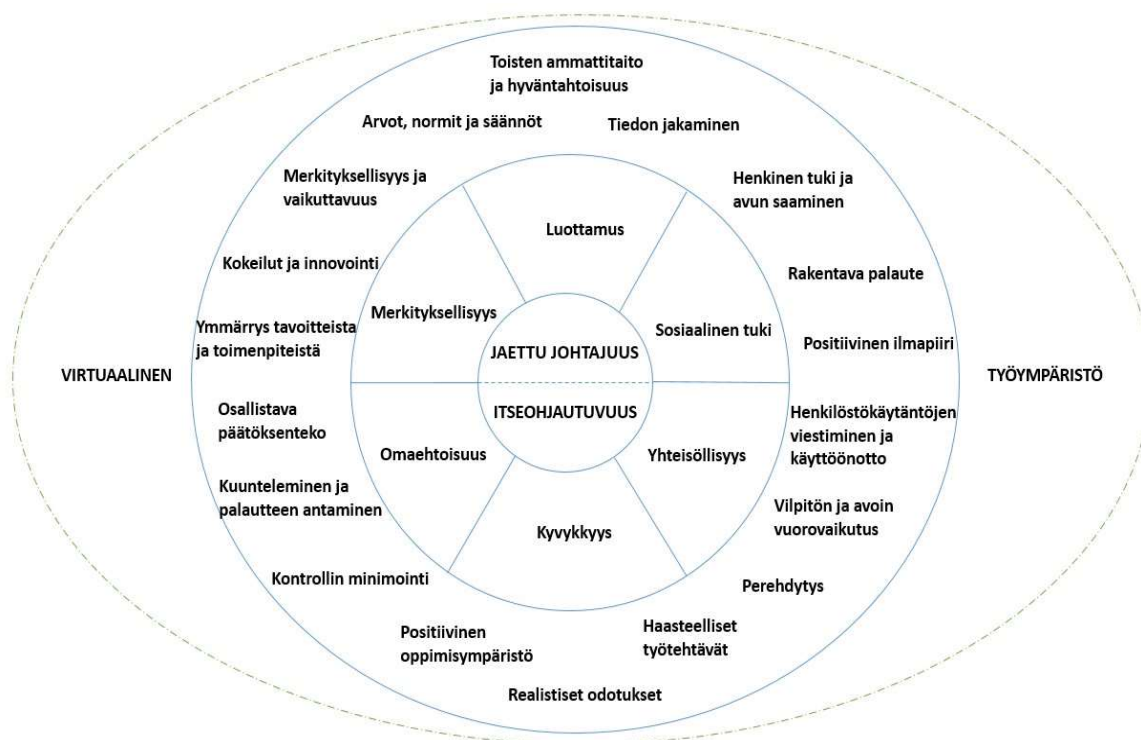 Toisten ammattitaito
ja hyväntahtoisuus
Arvot, normit ja säännöt
Tiedon jakaminen
Merkityksellisyys ja
vaikuttavuus
Henkinen tuki ja
avun saaminen
Luottamus
Kokeilut ja innovointi
Rakentava palaute
Merkityksellisyys
Sosiaalinen tuki
Ymmärrys tavoitteista
ja toimenpiteistä
JAETTU JOHTAJUUS
Positiivinen ilmapiiri
VIRTUAALINEN
TYÖYMPÄRISTÖ
ITSEOHJAUTUVUUS
Osallistava
päätöksenteko
Henkilöstökäytäntöjen
viestiminen ja
käyttöönotto
Omaehtoisuus
Yhteisöllisyys
Kuunteleminen ja
palautteen antaminen
Vilpitön ja avoin
vuorovaikutus
Kyvykkyys
Kontrollin minimointi
Perehdytys
Positiivinen
oppimisympäristö
Haasteelliset
työtehtävät
Realistiset odotukset